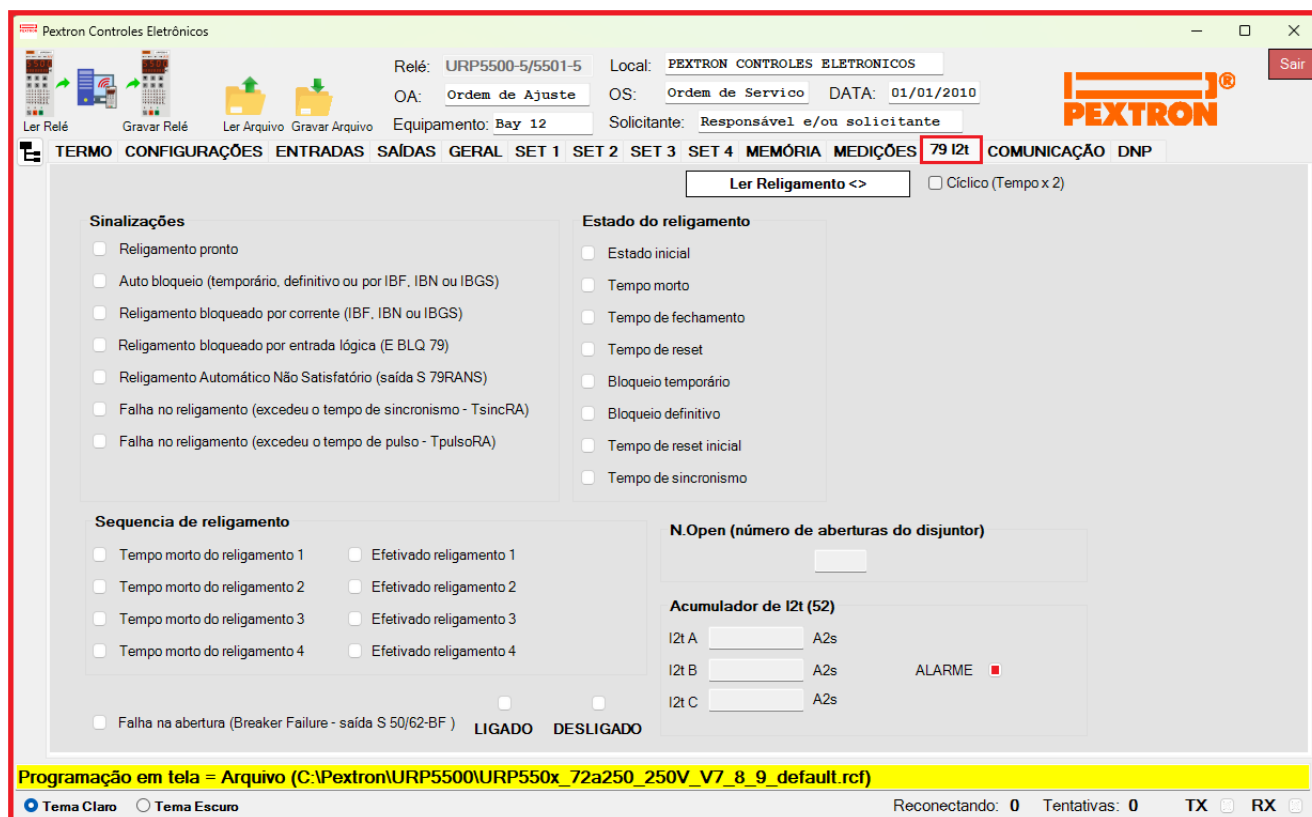 Pextron Controles Eletrônicos
Relé: URP5500-5/5501-5 Local: PEXTRON CONTROLES ELETRONICOS Sair
OA: Ordem de Ajuste OS: Ordem de Servico DATA: 01/01/2010
Ler Relé Gravar Relé Ler Arquivo Gravar Arquivo Equipamento: Bay 12 Solicitante: Responsável e/ou solicitante PEXTRON ®
TERMO CONFIGURAÇÕES ENTRADAS SAÍDAS GERAL SET 1 SET 2 SET 3 SET 4 MEMÓRIA MEDIÇÕES 79 I2t COMUNICAÇÃO DNP
Ler Religamento <> Cíclico (Tempo x 2)
Sinalizações
Religamento pronto
Auto bloqueio (temporário, definitivo ou por IBF, IBN ou IBGS)
Religamento bloqueado por corrente (IBF, IBN ou IBGS)
Religamento bloqueado por entrada lógica (E BLQ 79)
Religamento Automático Não Satisfatório (saída S 79RANS)
Falha no religamento (excedeu o tempo de sincronismo - TsincRA)
Falha no religamento (excedeu o tempo de pulso - TpulsoRA)
Estado do religamento
Estado inicial
Tempo morto
Tempo de fechamento
Tempo de reset
Bloqueio temporário
Bloqueio definitivo
Tempo de reset inicial
Tempo de sincronismo
Sequencia de religamento
Tempo morto do religamento 1 Efetivado religamento 1
Tempo morto do religamento 2 Efetivado religamento 2
Tempo morto do religamento 3 Efetivado religamento 3
Tempo morto do religamento 4 Efetivado religamento 4
N.Open (número de aberturas do disjuntor)
Acumulador de I2t (52)
I2t A A2s
I2t B A2s ALARME
I2t C A2s
Falha na abertura (Breaker Failure - saída S 50/62-BF ) LIGADO DESLIGADO
Programação em tela = Arquivo (C:\Pextron\URP5500\URP550x_72a250_250V_V7_8_9_default.rcf)
Tema Claro Tema Escuro Reconectando: 0 Tentativas: 0 TX RX